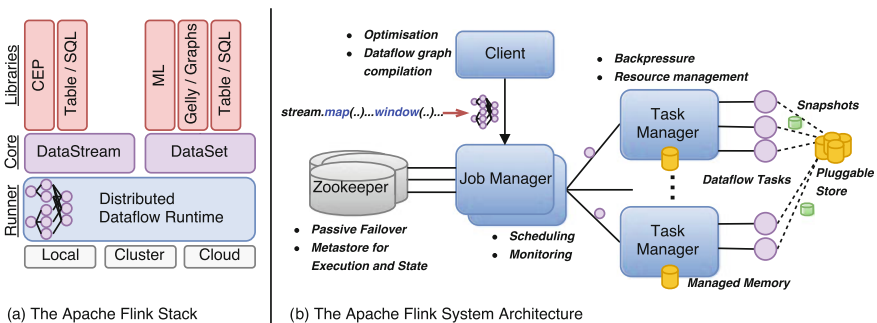 Libraries
CEP
Table / SQL
ML
Gelly / Graphs
Table / SQL
Core
DataStream
DataSet
Runner
Distributed
Dataflow Runtime
Local
Cluster
Cloud
(a) The Apache Flink Stack
• Optimisation
• Dataflow graph
compilation
Client
stream.map(..)...window(..)...
Zookeeper
• Passive Failover
• Metastore for
Execution and State
Job Manager
• Scheduling
• Monitoring
• Backpressure
• Resource management
Task
Manager
Snapshots
Dataflow Tasks
Pluggable
Store
Task
Manager
Managed Memory
(b) The Apache Flink System Architecture